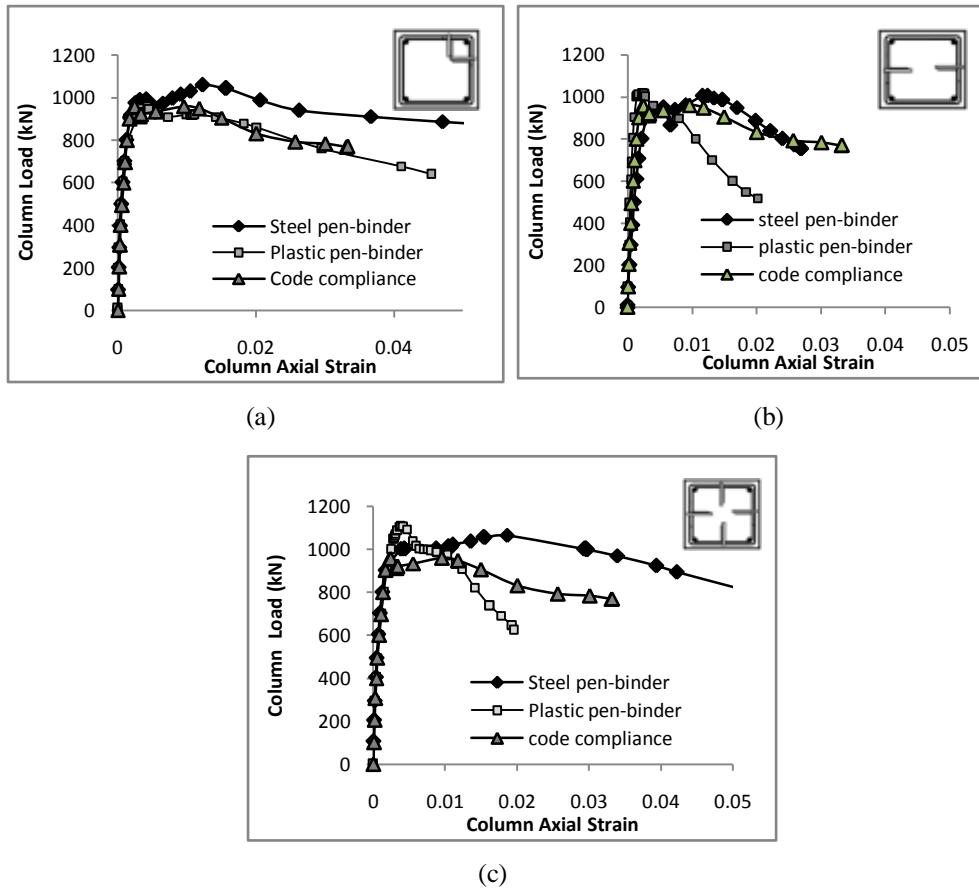 1200
1000
800
600
400
200
0
Column Load (kN)
Steel pen-binder
Plastic pen-binder
Code compliance
0 0.02 0.04
Column Axial Strain
(a)
1200
1000
800
600
400
200
0
Column Load (kN)
steel pen-binder
plastic pen-binder
code compliance
0 0.01 0.02 0.03 0.04 0.05
Column Axial Strain
(b)
1200
1000
800
600
400
200
0
Column Load (kN)
Steel pen-binder
Plastic pen-binder
code compliance
0 0.01 0.02 0.03 0.04 0.05
Column Axial Strain
(c)